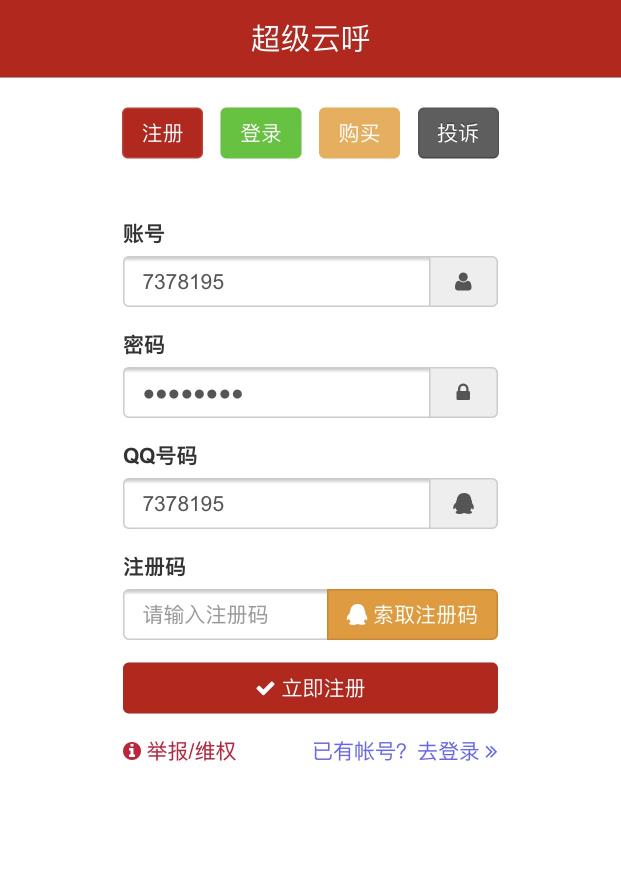 超级云呼
注册 登录 购买 投诉
账号
7378195
密码
••••••••
QQ号码
7378195
注册码
请输入注册码 索取注册码
立即注册
举报/维权 已有帐号？去登录 »